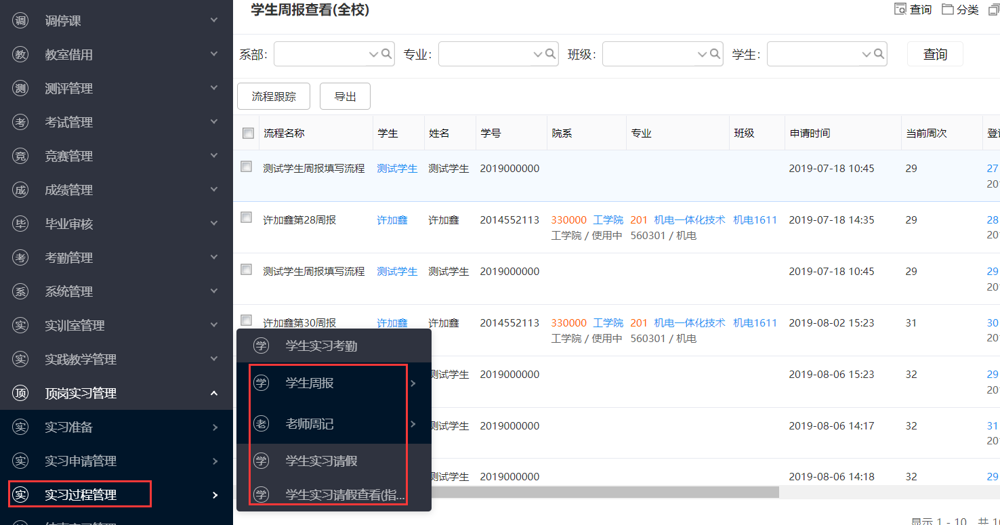 调 调停课
教 教室借用
测 测评管理
考 考试管理
竞 竞赛管理
成 成绩管理
毕 毕业审核
考 考勤管理
系 系统管理
实 实训室管理
实 实践教学管理
顶 顶岗实习管理
实 实习准备
实 实习申请管理
实 实习过程管理
学 学生实习考勤
学 学生周报
老 老师周记
学 学生实习请假
学 学生实习请假查看(指...
学生周报查看(全校)
查询 分类
系部: 专业: 班级: 学生: 查询
流程跟踪 导出
流程名称 学生 姓名 学号 院系 专业 班级 申请时间 当前周次
测试学生周报填写流程 测试学生 测试学生 2019000000 2019-07-18 10:45 29 27
20
许加鑫第28周报 许加鑫 许加鑫 2014552113 330000 工学院 201 机电一体化技术 机电1611 2019-07-18 14:35 29 28
工学院 / 使用中 560301 / 机电 20
测试学生周报填写流程 测试学生 测试学生 2019000000 2019-07-18 10:45 29 29
20
许加鑫第30周报 许加鑫 许加鑫 2014552113 330000 工学院 201 机电一体化技术 机电1611 2019-08-02 15:23 31 30
工学院 / 使用中 560301 / 机电 20
测试学生 2019000000 2019-08-06 15:23 32 29
20
测试学生 2019000000 2019-08-06 14:17 32 31
20
测试学生 2019000000 2019-08-06 14:18 32 29
显示 1 - 10 共